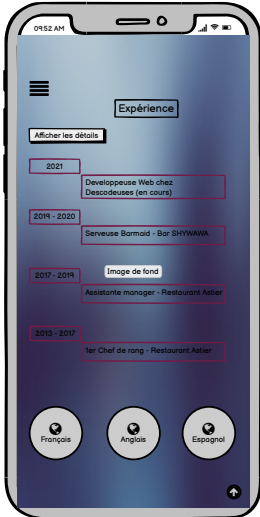 09:52 AM
Expérience
Afficher les détails
2021
Developpeuse Web chez
Descodeuses (en cours)
2019 - 2020
Serveuse Barmaid - Bar SHYWAWA
Image de fond
2017 - 2019
Assistante manager - Restaurant Astier
2013 - 2017
1er Chef de rang - Restaurant Astier
Français
Anglais
Espagnol